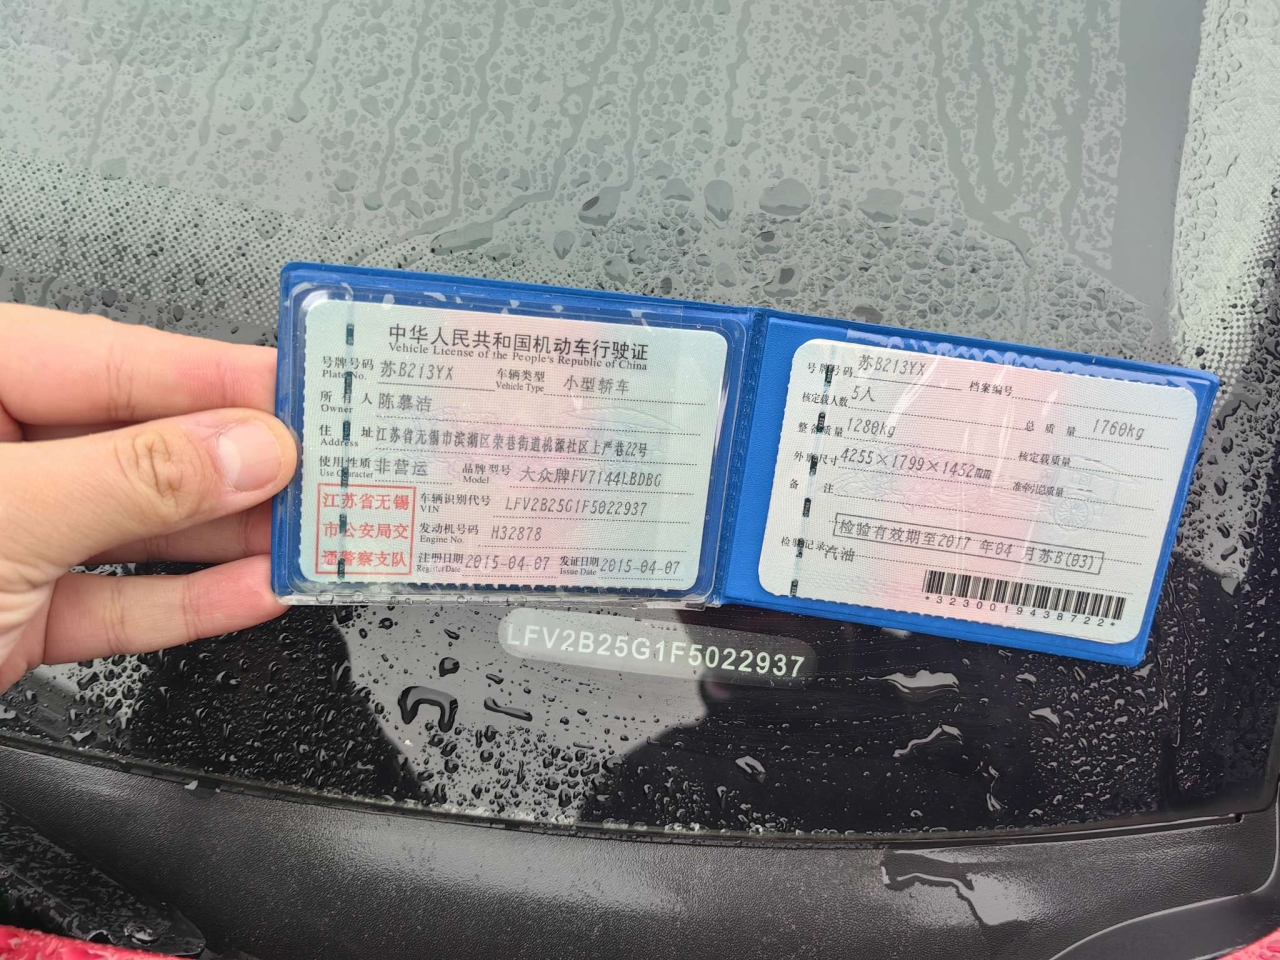 中华人民共和国机动车行驶证
Vehicle License of the People's Republic of China
号牌号码 苏B213YX 车辆类型 小型轿车
Plate No. Vehicle Type
所有人 陈慕洁
Owner
住址 江苏省无锡市滨湖区荣巷街道桃源社区上严巷22号
Address
使用性质 非营运 品牌型号 大众牌FV7144LBDBG
Use Character Model
江苏省无锡
市公安局交
通警察支队
车辆识别代号 LFV2B25G1F5022937
VIN
发动机号码 H32878
Engine No.
注册日期 2015-04-07 发证日期 2015-04-07
Register Date Issue Date
号牌号码 苏B213YX 档案编号
核定载人数 5人 总质量 1760kg
整备质量 1280kg 核定载质量 --
外廓尺寸 4255×1799×1452mm 准牵引总质量 --
备注
检验有效期至2017年04月苏B(03)
检验记录 汽油
*3230019438722*
LFV2B25G1F5022937